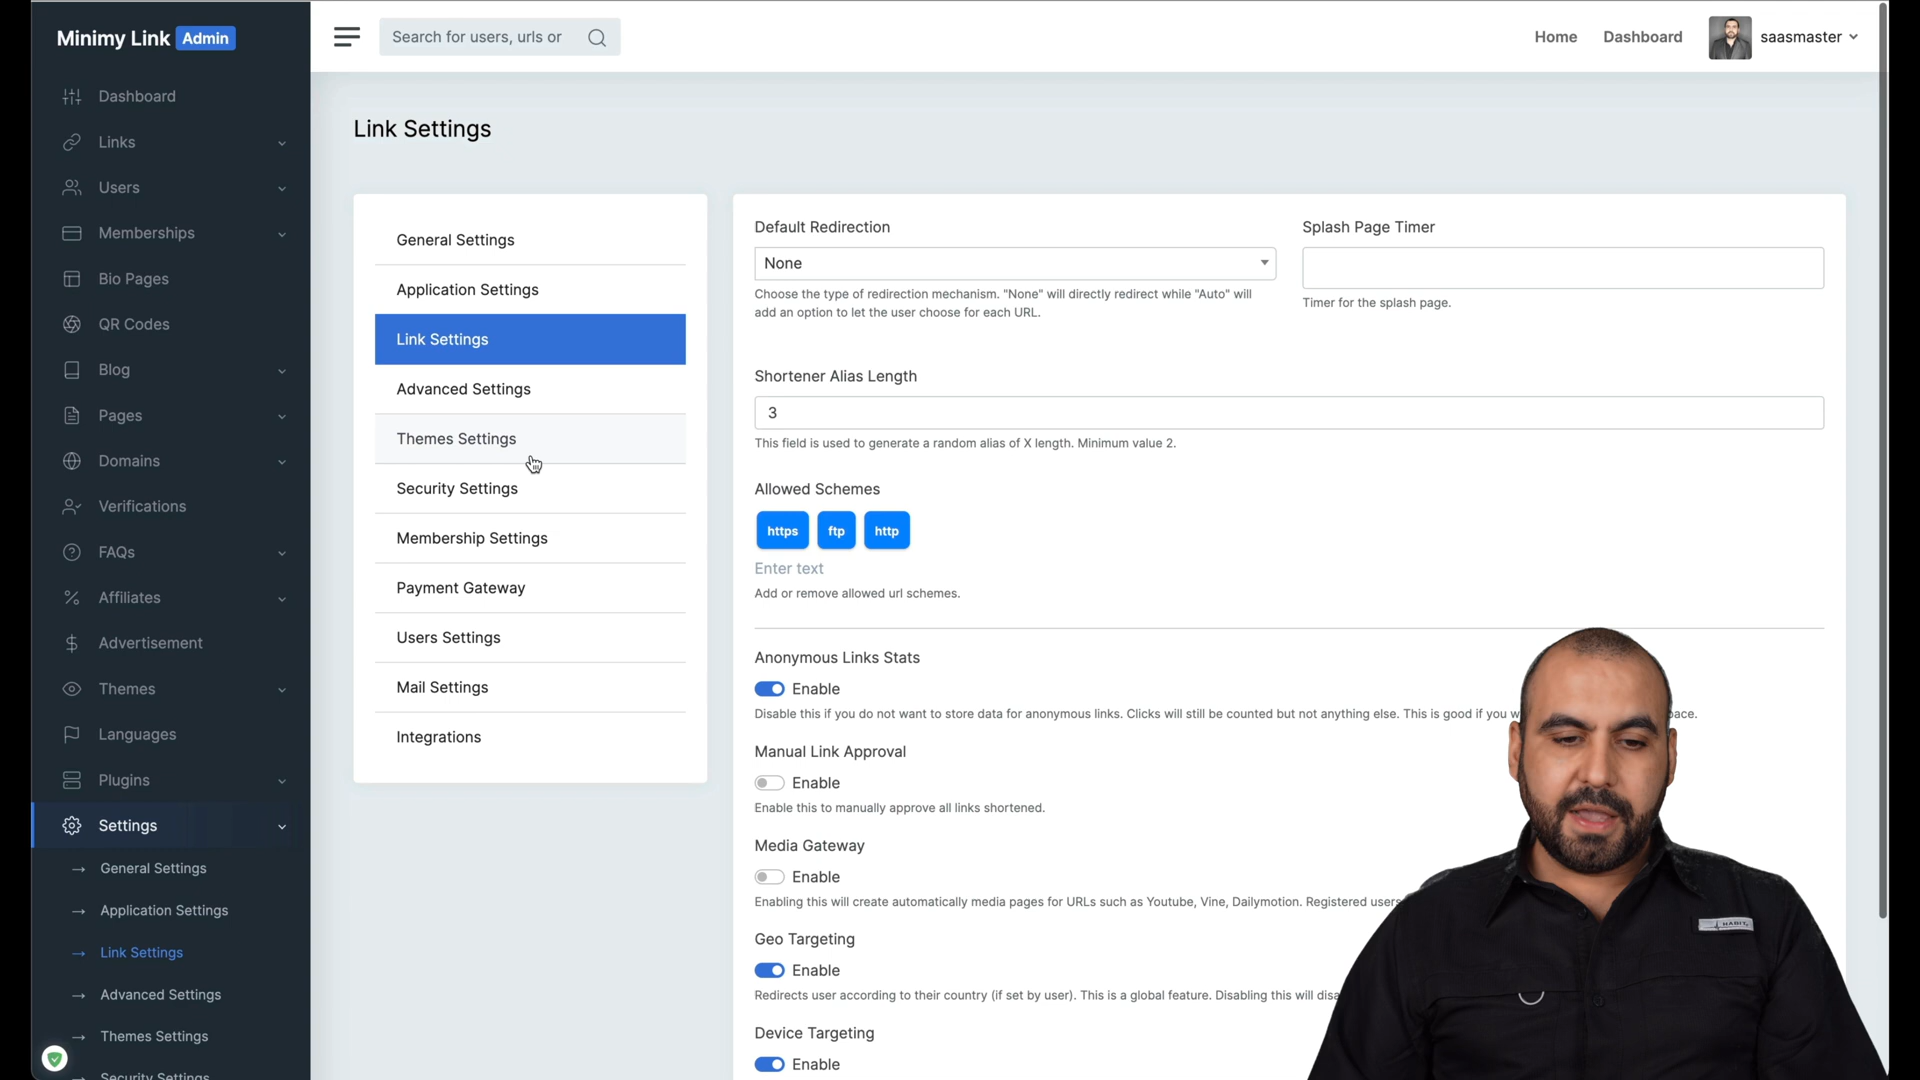 Minimy Link Admin
Search for users, urls or
Home
Dashboard
saasmaster
Dashboard
Links
Users
Memberships
Bio Pages
QR Codes
Blog
Pages
Domains
Verifications
FAQs
Affiliates
Advertisement
Themes
Languages
Plugins
Settings
General Settings
Application Settings
Link Settings
Advanced Settings
Themes Settings
Security Settings
Link Settings
General Settings
Application Settings
Link Settings
Advanced Settings
Themes Settings
Security Settings
Membership Settings
Payment Gateway
Users Settings
Mail Settings
Integrations
Default Redirection
None
Choose the type of redirection mechanism. "None" will directly redirect while "Auto" will
add an option to let the user choose for each URL.
Splash Page Timer
Timer for the splash page.
Shortener Alias Length
3
This field is used to generate a random alias of X length. Minimum value 2.
Allowed Schemes
https ftp http
Enter text
Add or remove allowed url schemes.
Anonymous Links Stats
Enable
Disable this if you do not want to store data for anonymous links. Clicks will still be counted but not anything else. This is good if you
Manual Link Approval
Enable
Enable this to manually approve all links shortened.
Media Gateway
Enable
Enabling this will create automatically media pages for URLs such as Youtube, Vine, Dailymotion. Registered users
Geo Targeting
Enable
Redirects user according to their country (if set by user). This is a global feature. Disabling this will
Device Targeting
Enable